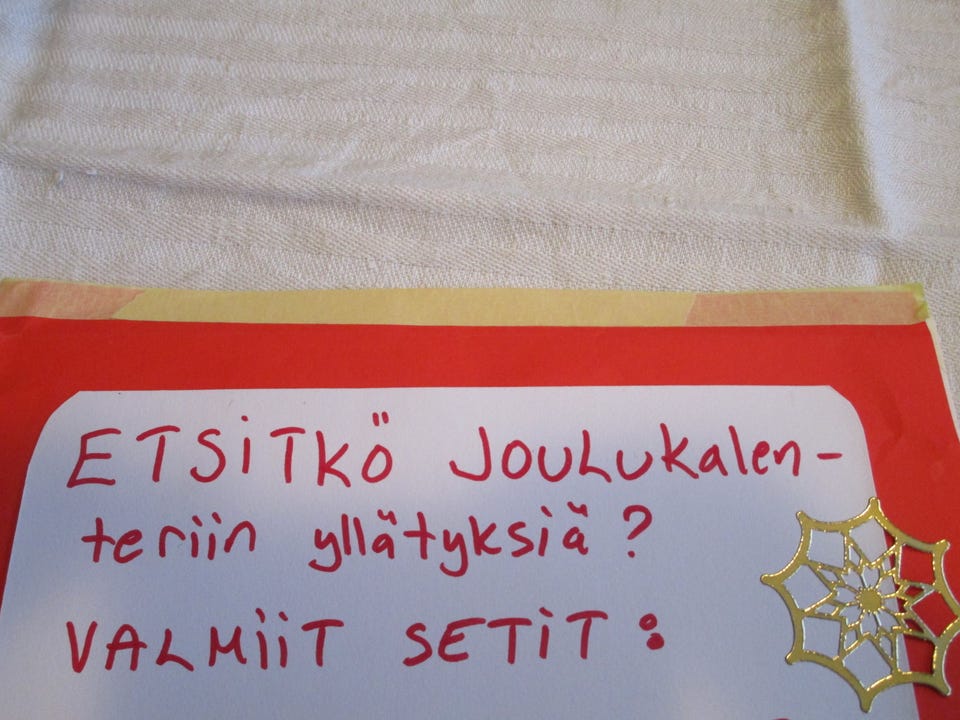 ETSiTKÖ JOULUKalen-
teriin yllätyksiä?
VALMiiT SETiT: